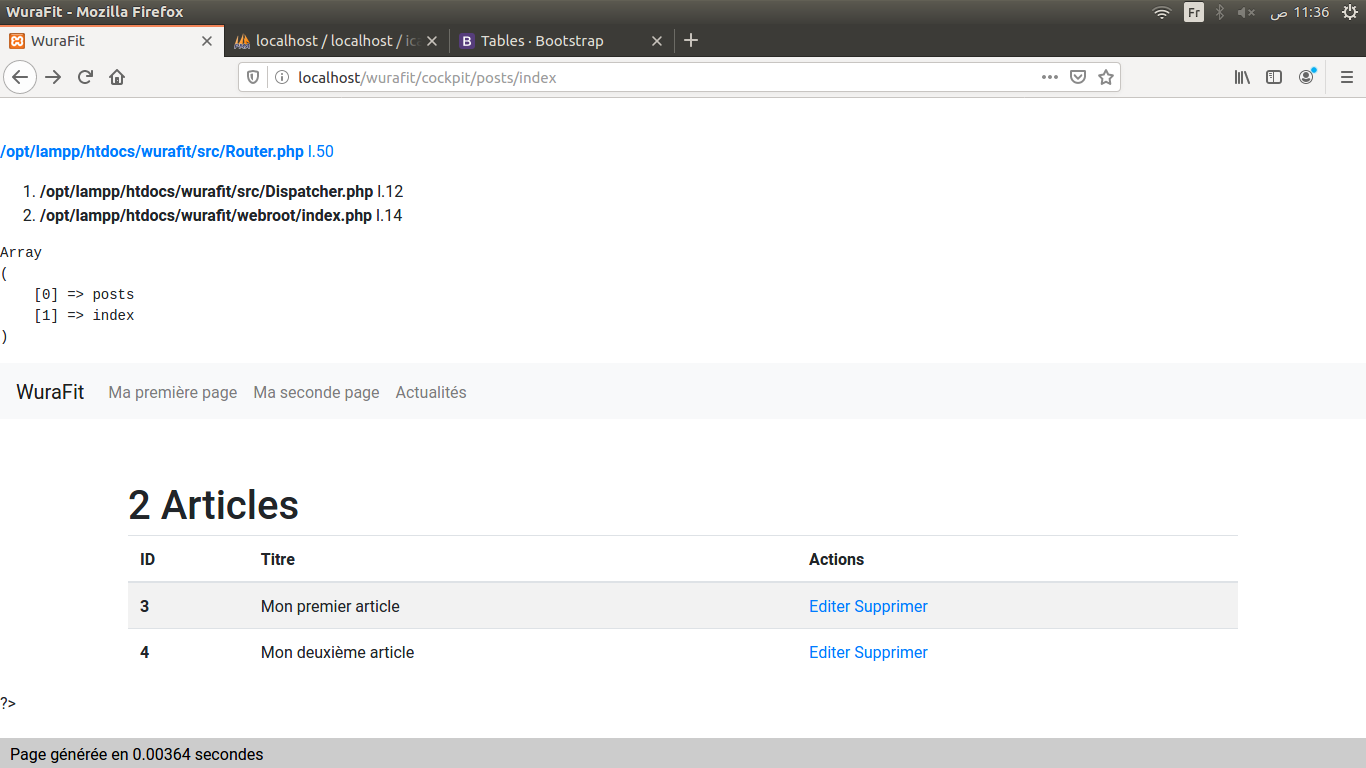 WuraFit - Mozilla Firefox
Fr
11:36 ص
WuraFit
localhost / localhost / ic
B Tables · Bootstrap
localhost/wurafit/cockpit/posts/index
/opt/lampp/htdocs/wurafit/src/Router.php l.50
1. /opt/lampp/htdocs/wurafit/src/Dispatcher.php l.12
2. /opt/lampp/htdocs/wurafit/webroot/index.php l.14
Array
(
[0] => posts
[1] => index
)
WuraFit Ma première page Ma seconde page Actualités
2 Articles
ID Titre Actions
3 Mon premier article Editer Supprimer
4 Mon deuxième article Editer Supprimer
?>
Page générée en 0.00364 secondes